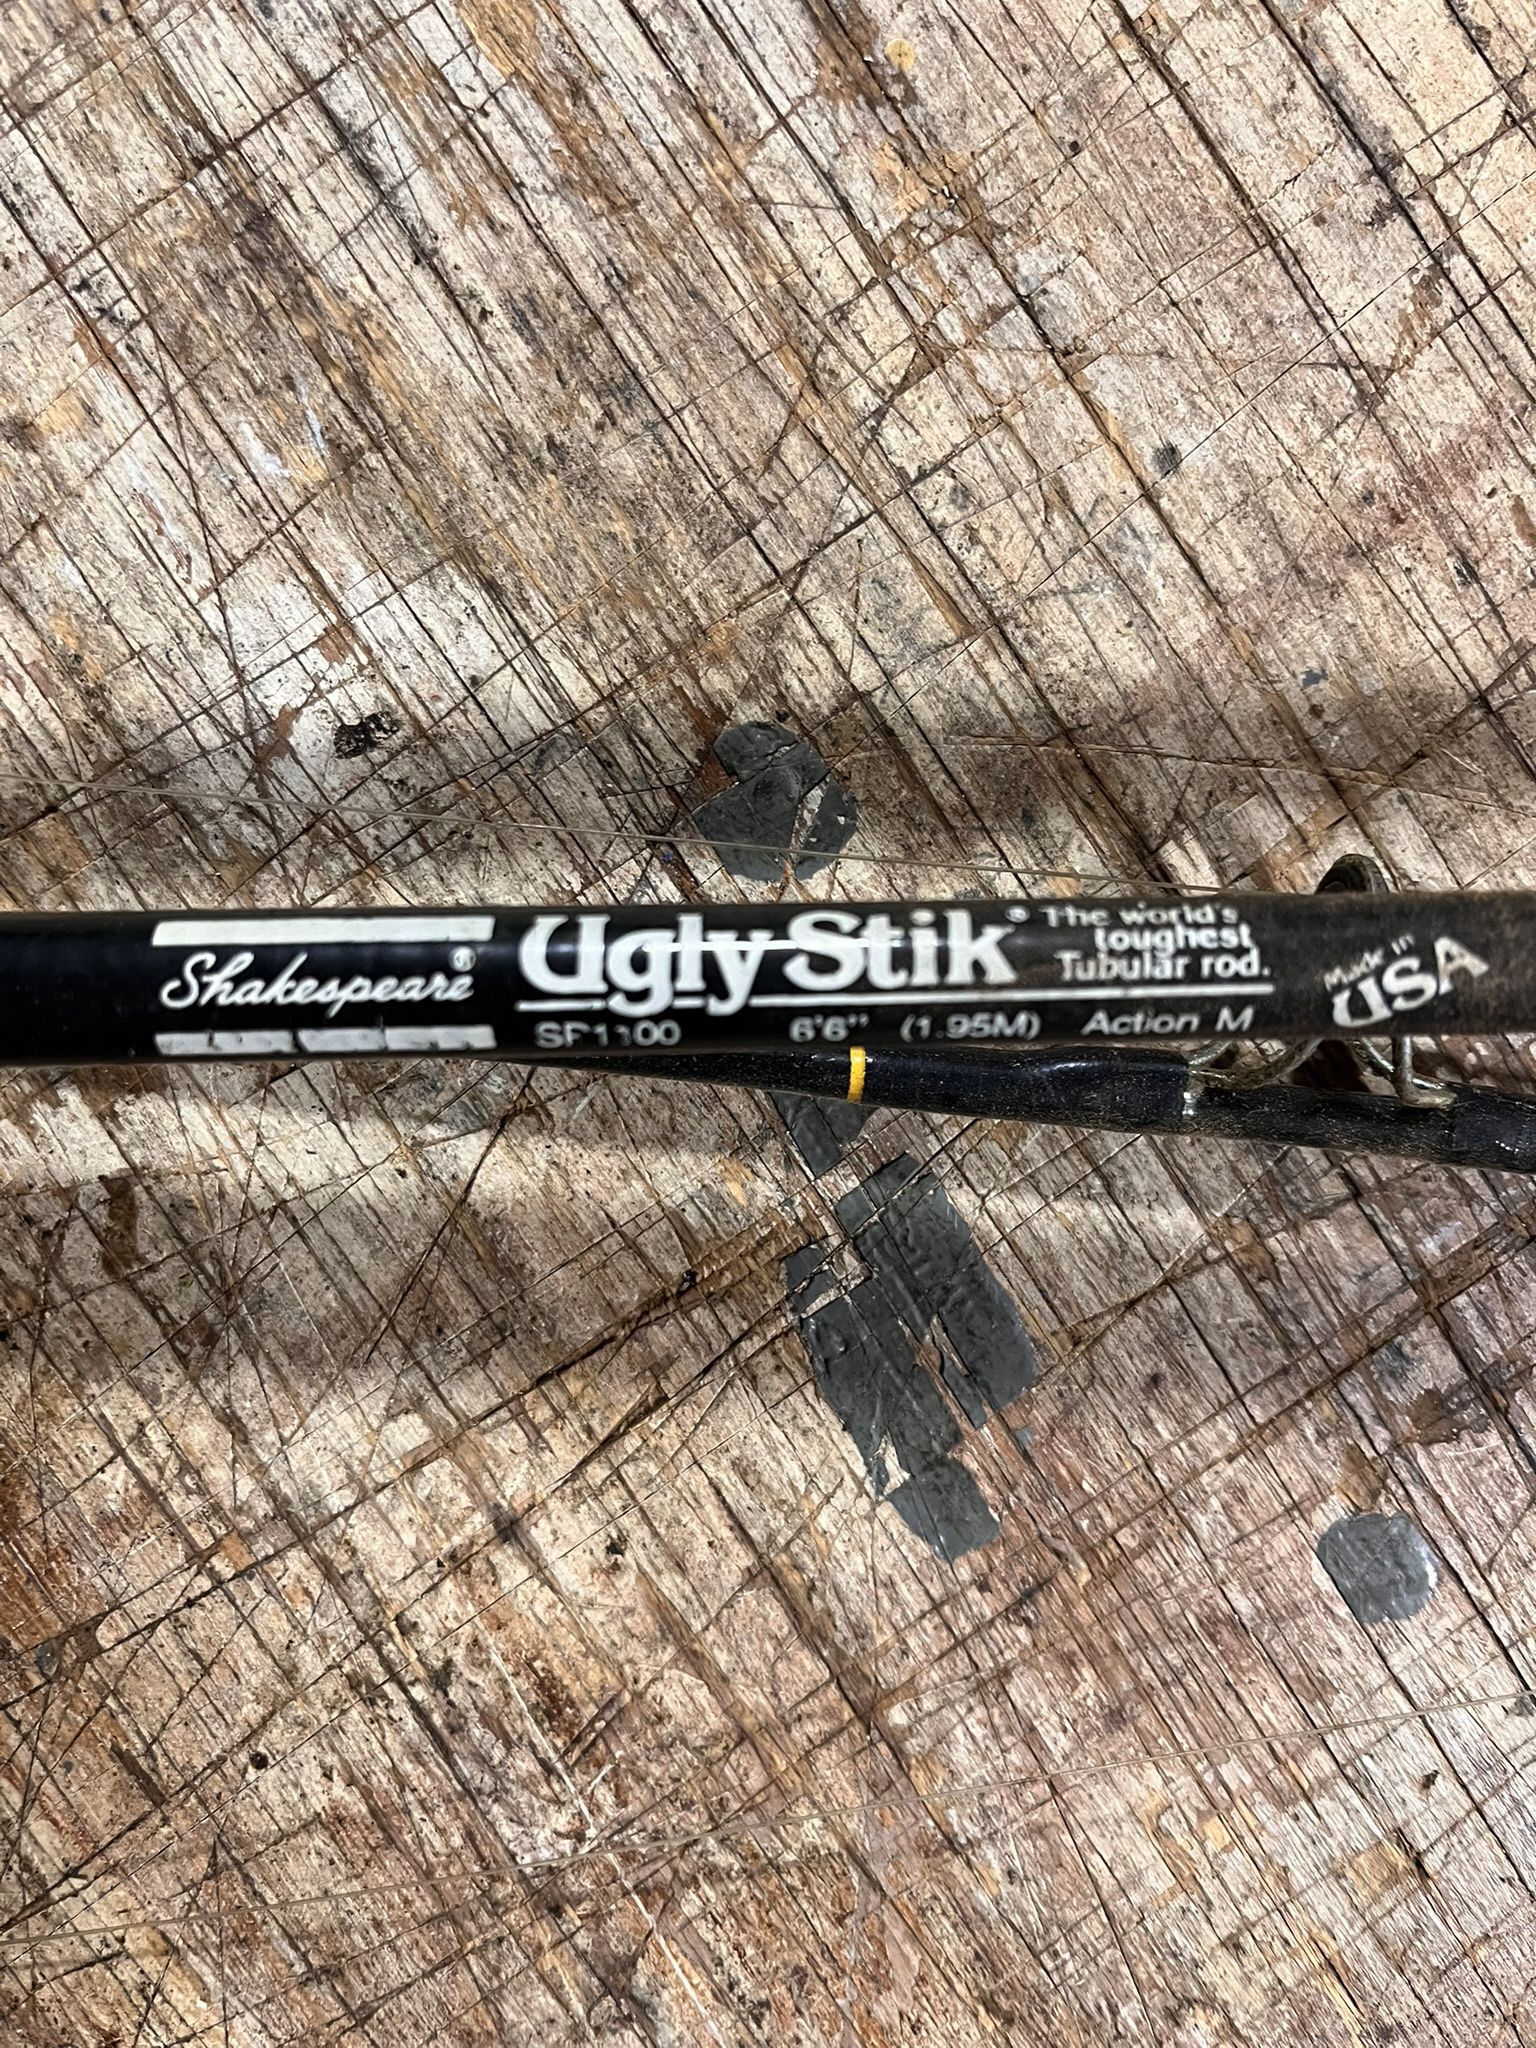 Shakespeare®
Ugly Stik®
The world's
toughest
Tubular rod.
SP1100 6'6" (1.95M) Action M
Made in
USA